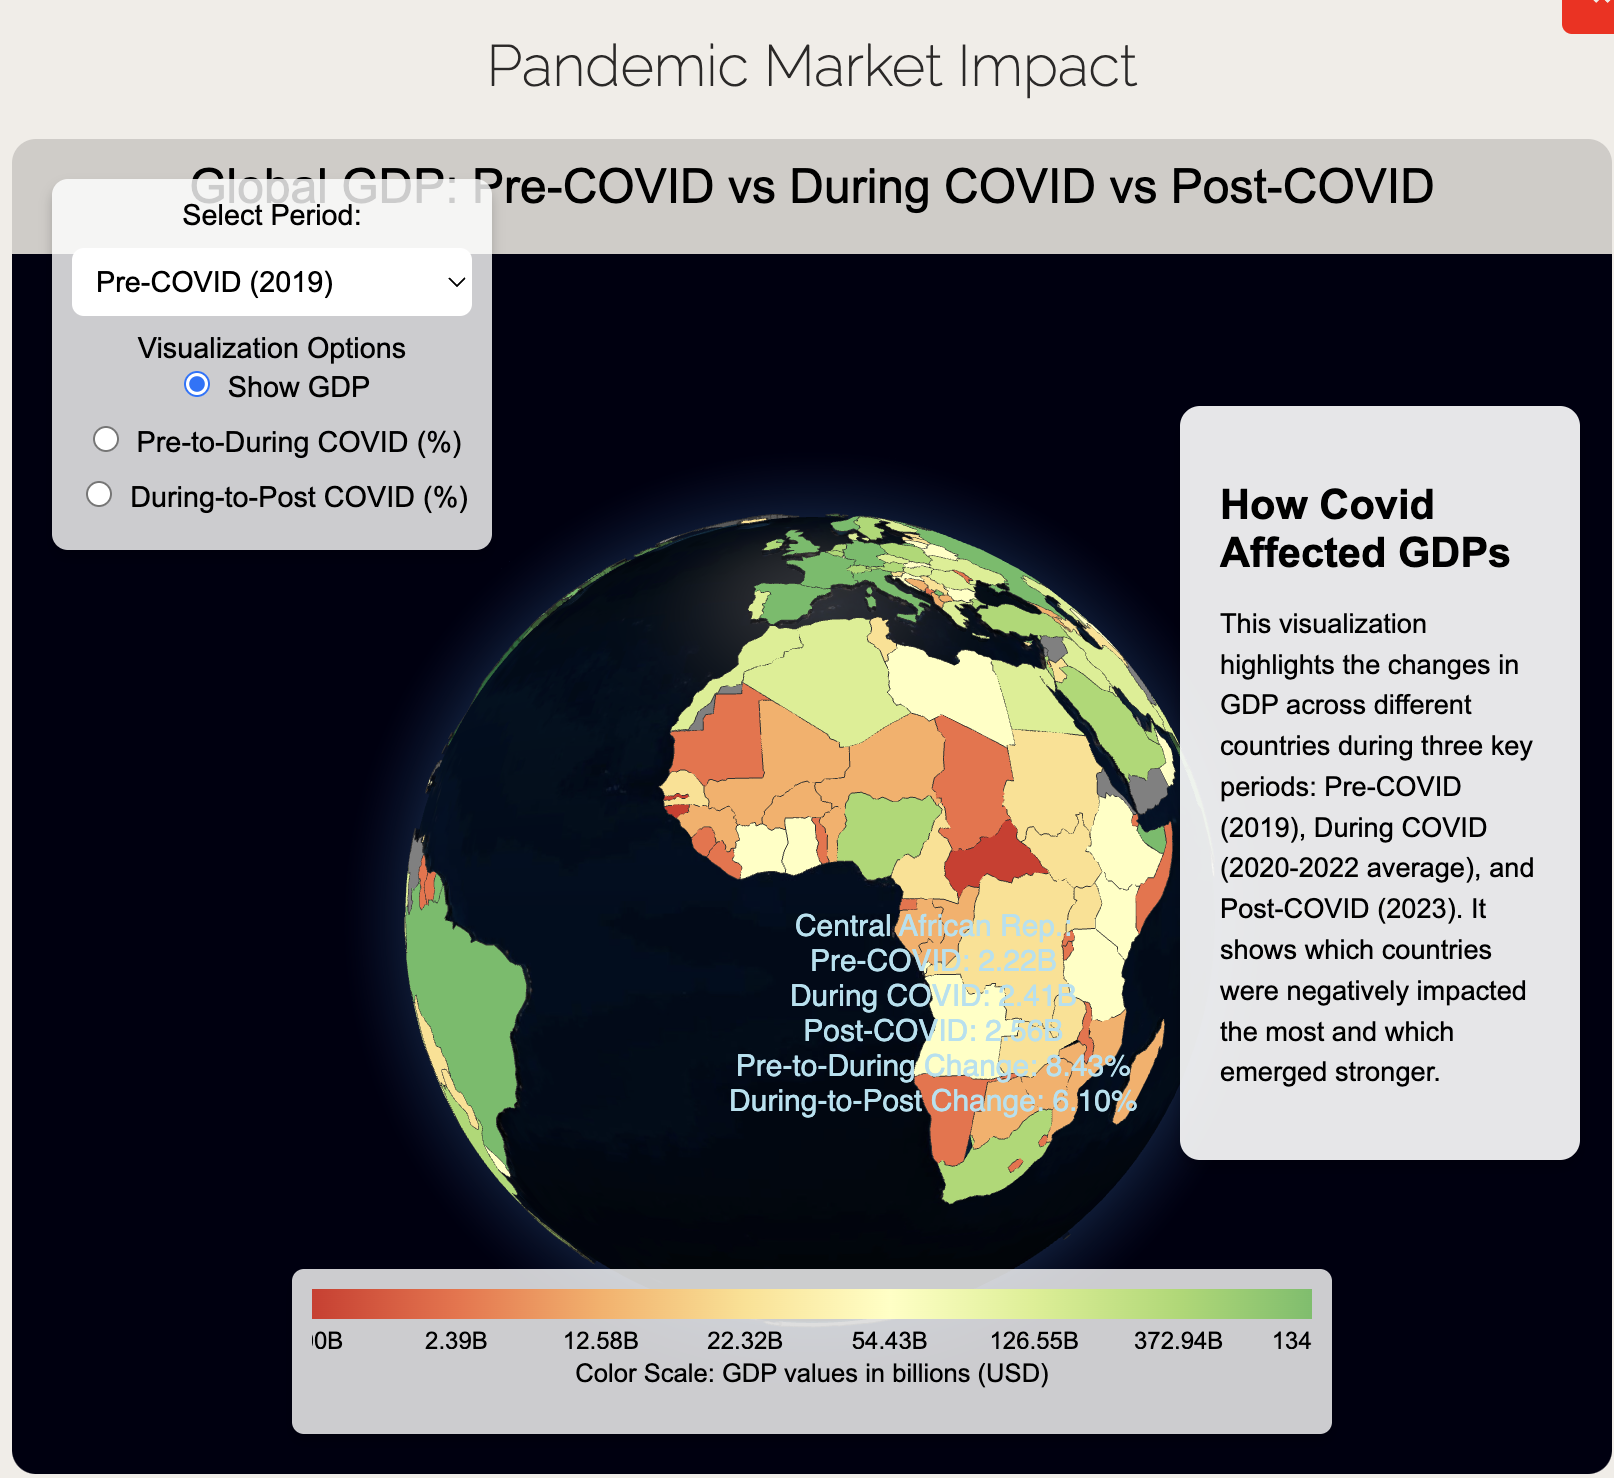 Pandemic Market Impact
Global GDP: Pre-COVID vs During COVID vs Post-COVID
Select Period:
Pre-COVID (2019)
Visualization Options
Show GDP
Pre-to-During COVID (%)
During-to-Post COVID (%)
How Covid
Affected GDPs
This visualization
highlights the changes in
GDP across different
countries during three key
periods: Pre-COVID
(2019), During COVID
(2020-2022 average), and
Post-COVID (2023). It
shows which countries
were negatively impacted
the most and which
emerged stronger.
Central African Rep.:
Pre-COVID: 2.22B
During COVID: 2.41B
Post-COVID: 2.56B
Pre-to-During Change: 8.43%
During-to-Post Change: 6.10%
0B 2.39B 12.58B 22.32B 54.43B 126.55B 372.94B 134
Color Scale: GDP values in billions (USD)